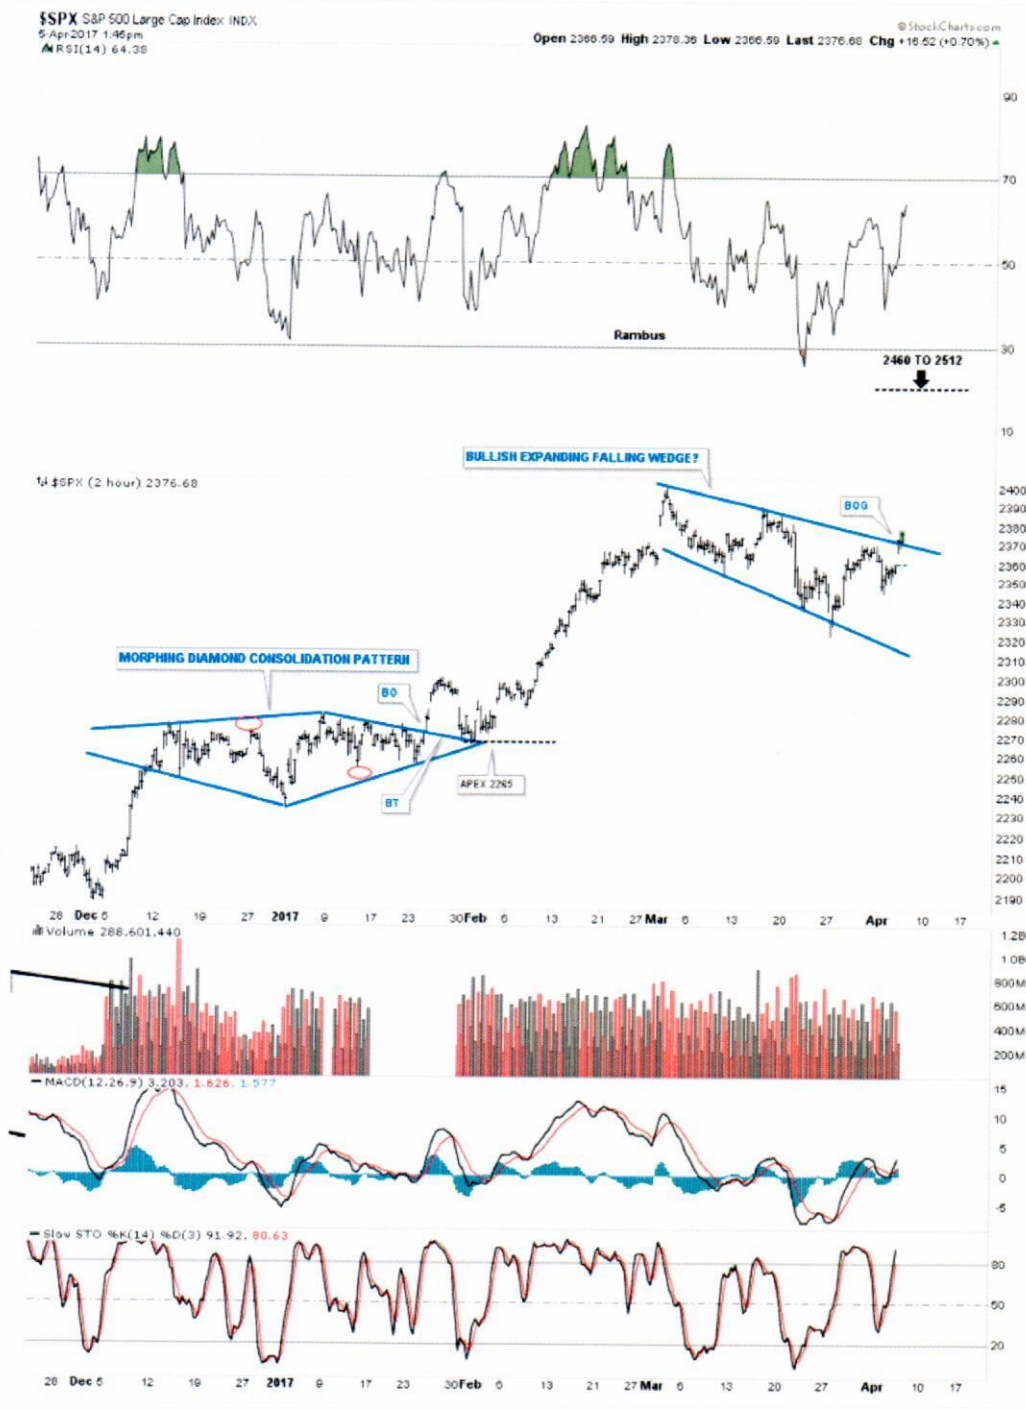 $SPX S&P 500 Large Cap Index INDX
© StockCharts.com
5-Apr-2017 1:46pm
Open 2366.59 High 2378.36 Low 2366.59 Last 2376.68 Chg +16.52 (+0.70%)
RSI(14) 64.38
90
70
50
Rambus
30
2460 TO 2512
10
BULLISH EXPANDING FALLING WEDGE?
$SPX (2 hour) 2376.68
BOG
2400
2390
2380
2370
2360
2350
2340
2330
2320
2310
2300
2290
2280
2270
2260
2250
2240
2230
2220
2210
2200
2190
MORPHING DIAMOND CONSOLIDATION PATTERN
BO
BT
APEX 2265
28 Dec 5 12 19 27 2017 9 17 23 30 Feb 6 13 21 27 Mar 6 13 20 27 Apr 10 17
Volume 288,601,440
1.2B
1.0B
800M
600M
400M
200M
MACD(12,26,9) 3.203, 1.626, 1.577
15
10
5
0
-5
Slow STO %K(14) %D(3) 91.92, 80.63
80
50
20
28 Dec 5 12 19 27 2017 9 17 23 30 Feb 6 13 21 27 Mar 6 13 20 27 Apr 10 17